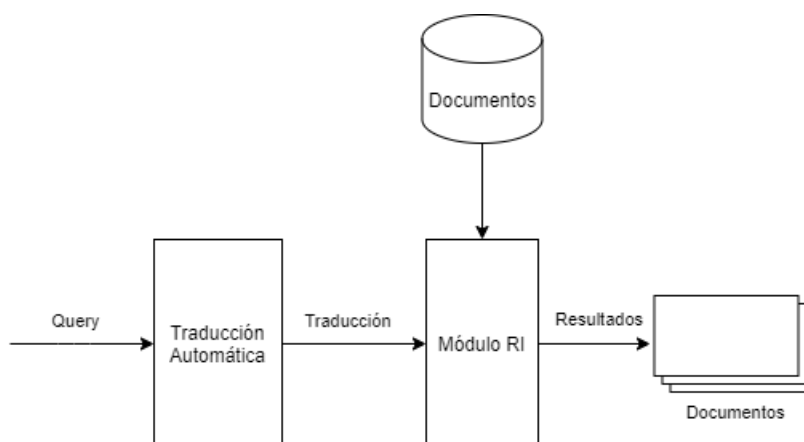 Documentos
Query
Traducción
Automática
Traducción
Módulo RI
Resultados
Documentos